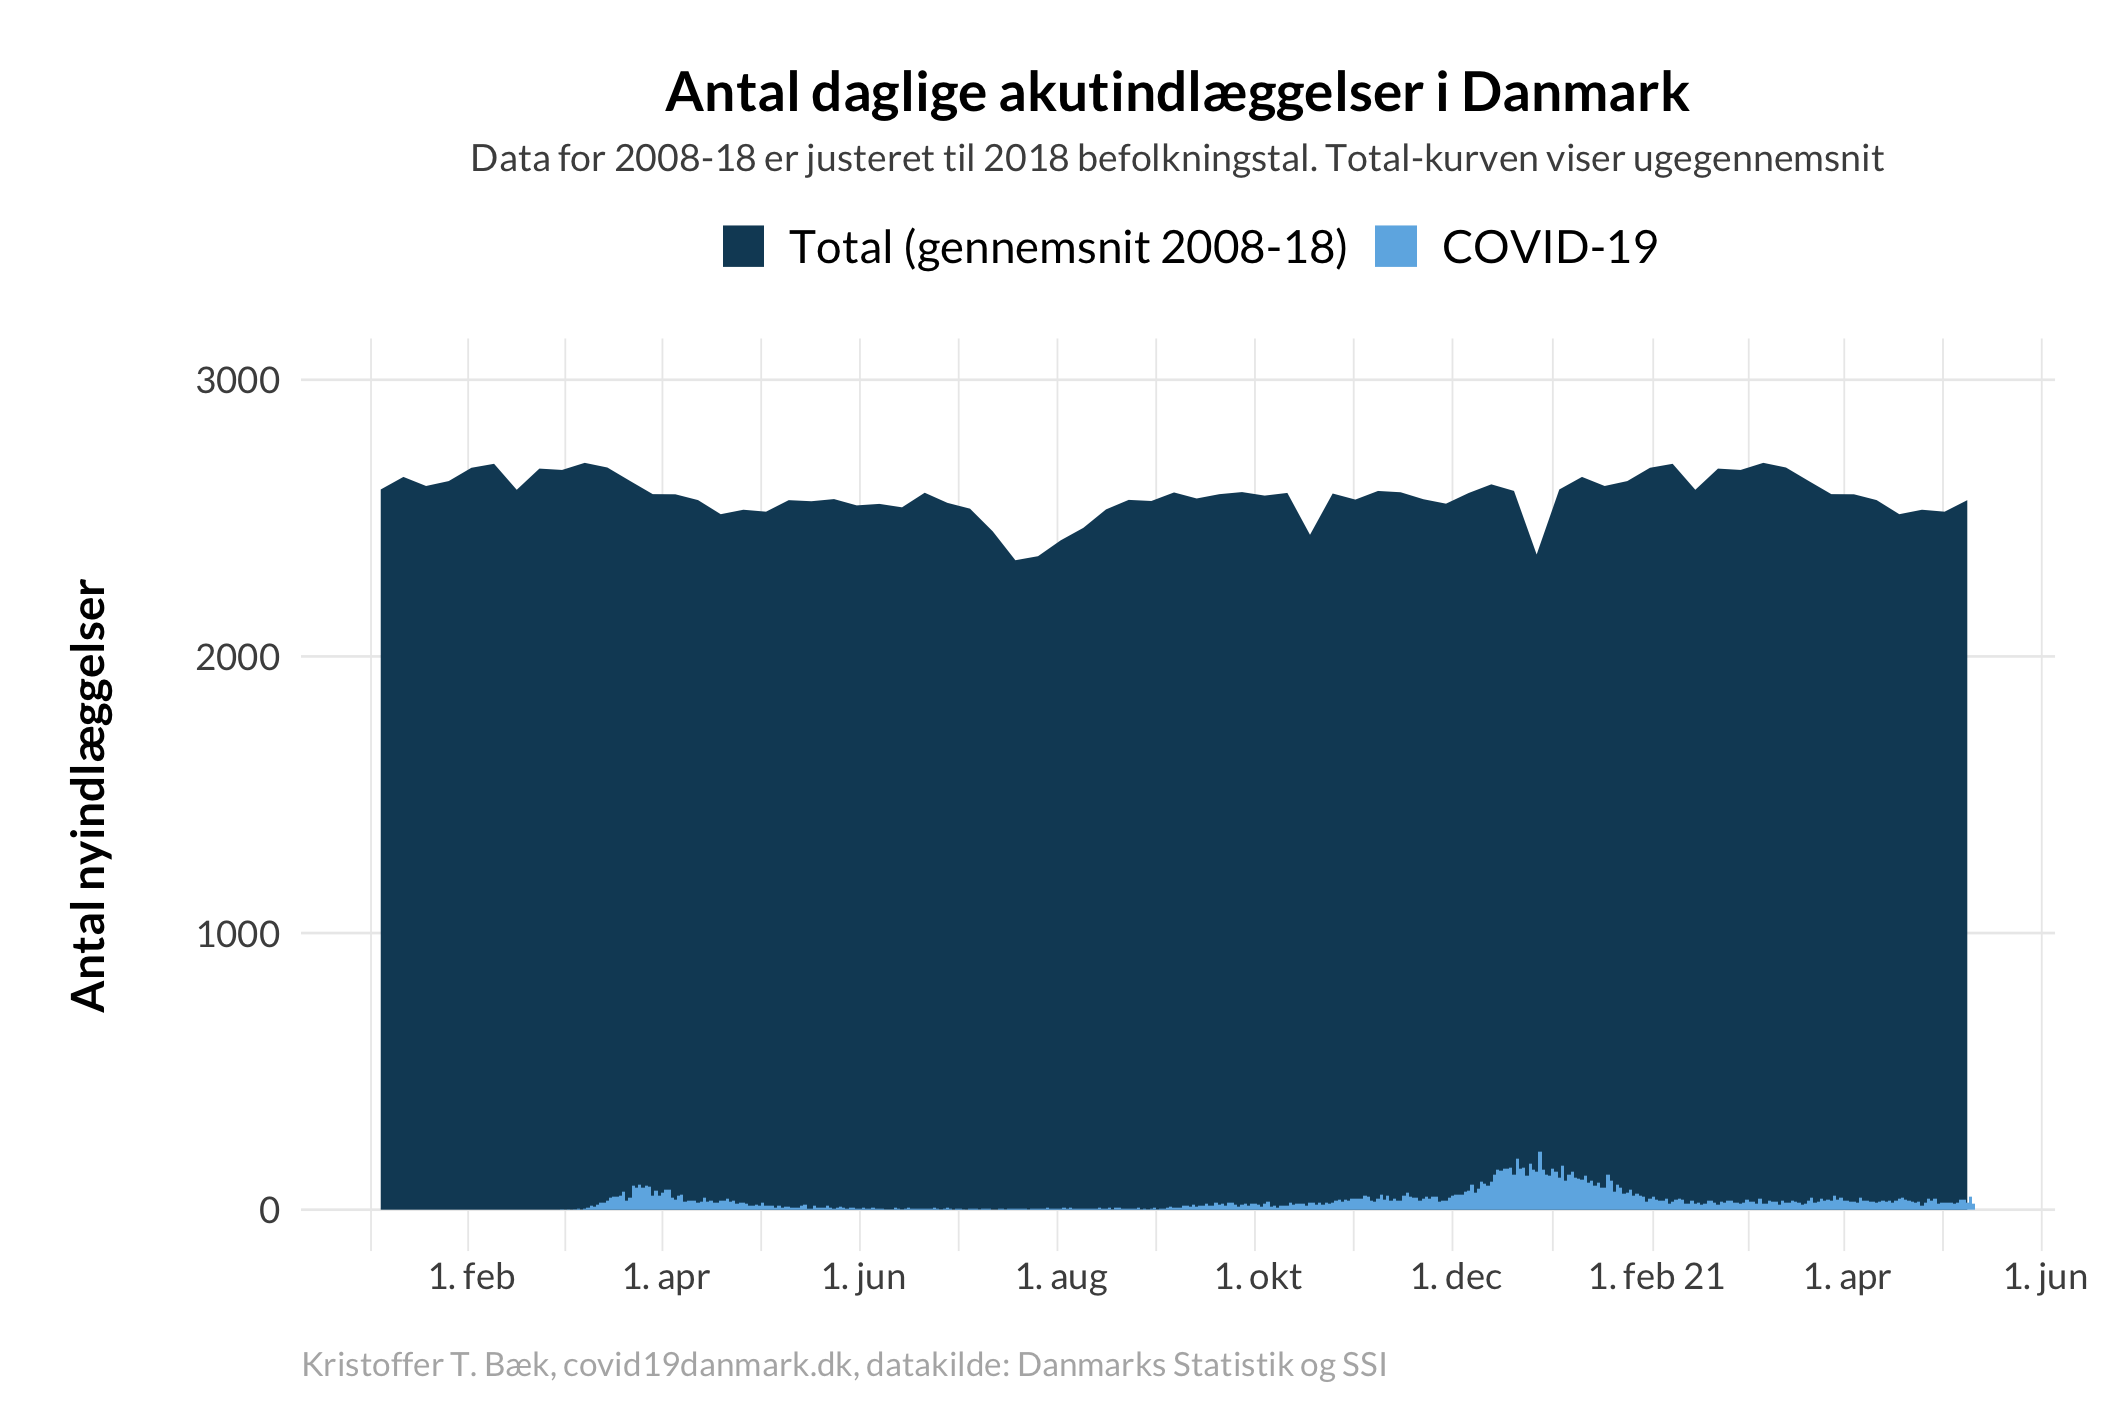 Antal daglige akutindlæggelser i Danmark
Data for 2008-18 er justeret til 2018 befolkningstal. Total-kurven viser ugegennemsnit
Total (gennemsnit 2008-18) COVID-19
Antal nyindlæggelser
3000
2000
1000
0
1. feb 1. apr 1. jun 1. aug 1. okt 1. dec 1. feb 21 1. apr 1. jun
Kristoffer T. Bæk, covid19danmark.dk, datakilde: Danmarks Statistik og SSI